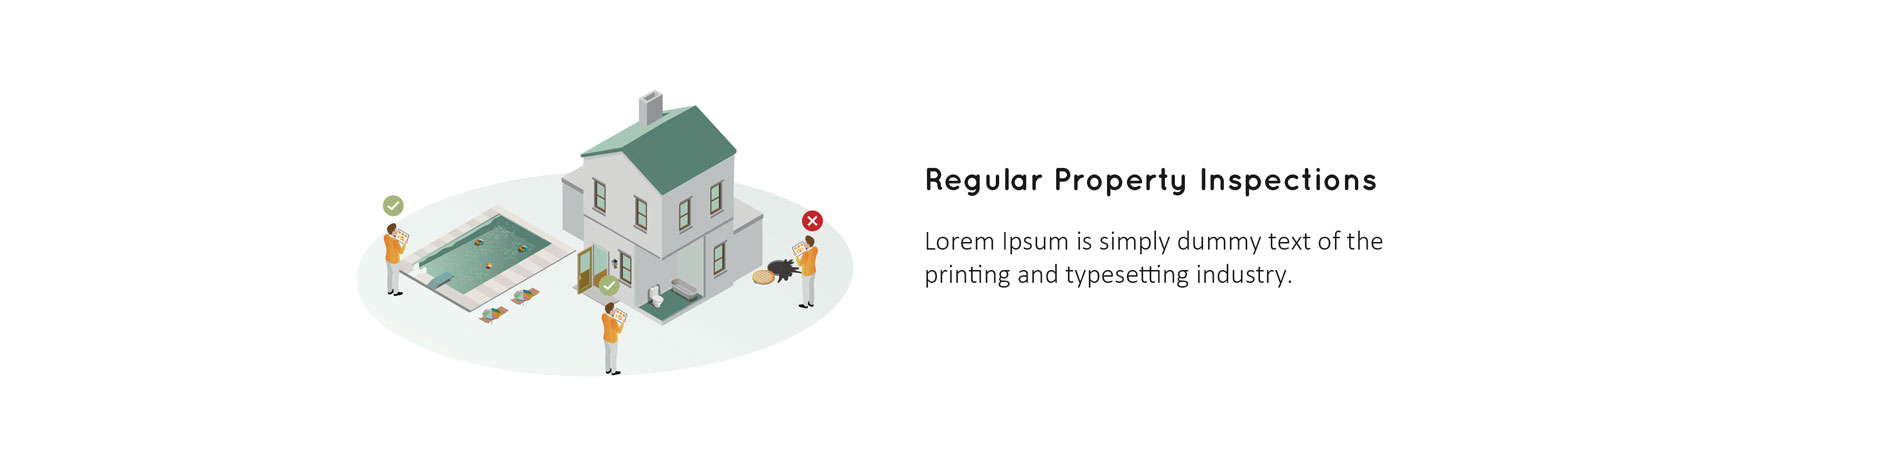 Regular Property Inspections
Lorem Ipsum is simply dummy text of the
printing and typesetting industry.